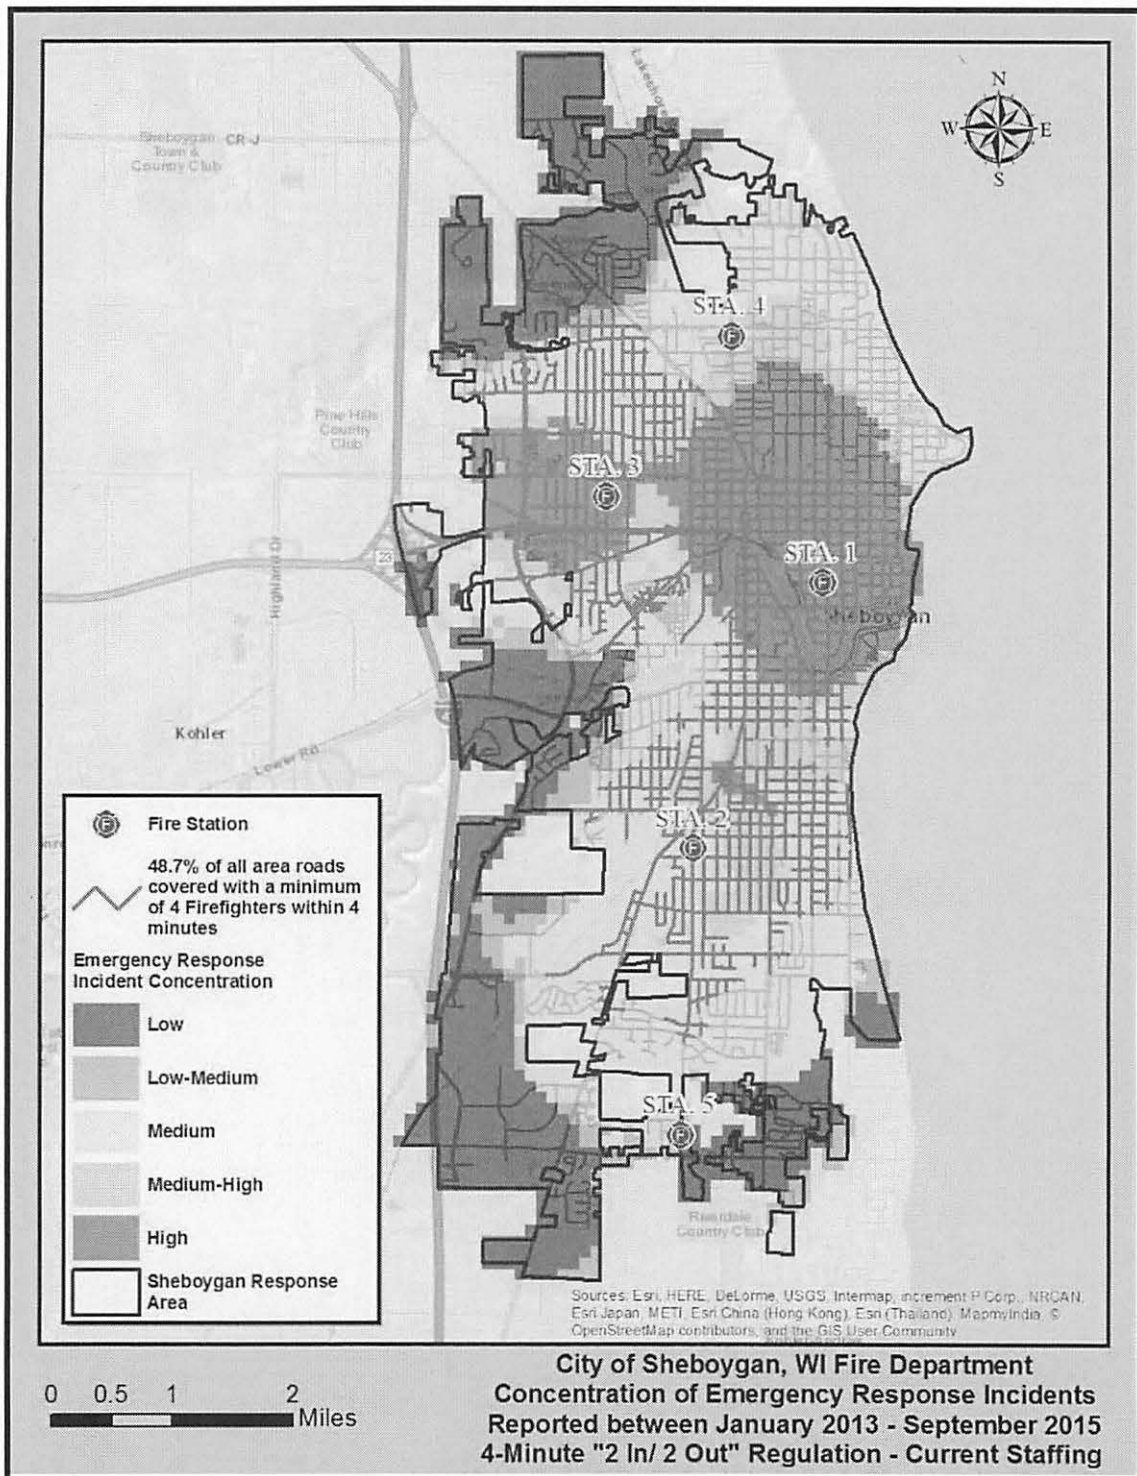 N
W E
S
Lakeshore
Sheboygan
Town &
Country Club
CR-J
STA. 4
Pine Hills
Country
Club
STA. 3
23
STA. 1
Highland Dr
Sheboygan
Kohler
Lower Rd
STA. 2
STA. 5
Riverdale
Country Club
F Fire Station
48.7% of all area roads
covered with a minimum
of 4 Firefighters within 4
minutes
Emergency Response
Incident Concentration
Low
Low-Medium
Medium
Medium-High
High
Sheboygan Response
Area
Sources: Esri, HERE, DeLorme, USGS, Intermap, increment P Corp., NRCAN,
Esri Japan, METI, Esri China (Hong Kong), Esri (Thailand), MapmyIndia, ©
OpenStreetMap contributors, and the GIS User Community
0 0.5 1 2
Miles
City of Sheboygan, WI Fire Department
Concentration of Emergency Response Incidents
Reported between January 2013 - September 2015
4-Minute "2 In/ 2 Out" Regulation - Current Staffing